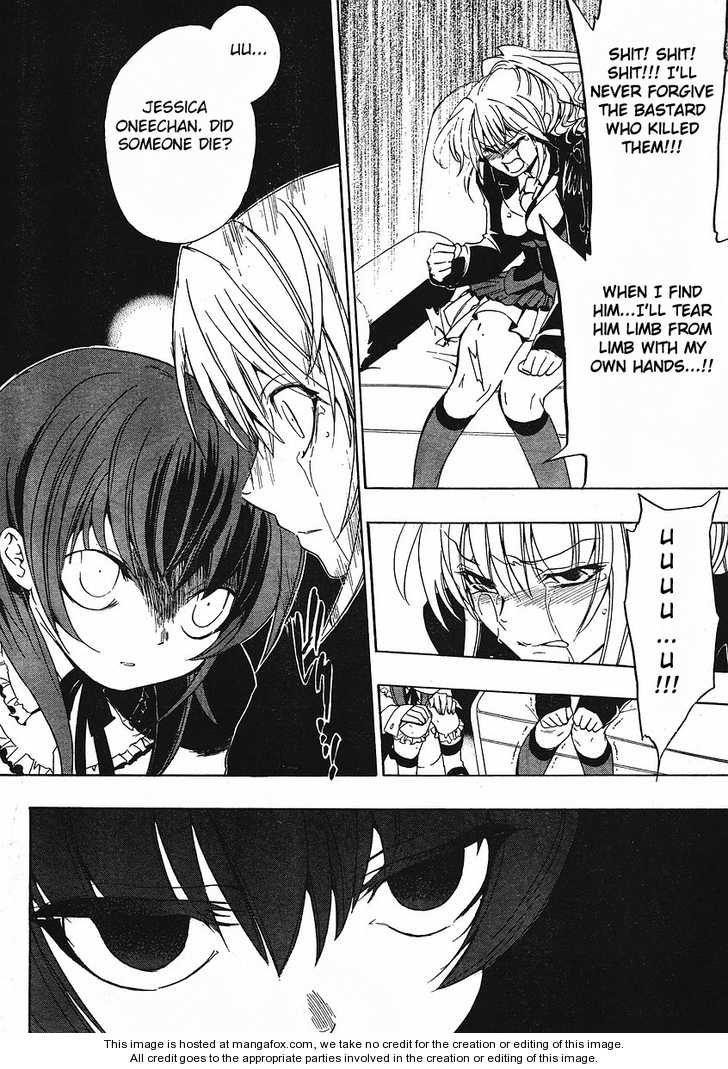 SHIT! SHIT!
SHIT!!! I'LL
NEVER FORGIVE
THE BASTARD
WHO KILLED
THEM!!!
WHEN I FIND
HIM...I'LL TEAR
HIM LIMB FROM
LIMB WITH MY
OWN HANDS...!!
U
U
U
U
...
U
!!!
UU...
JESSICA
ONEECHAN. DID
SOMEONE DIE?
This image is hosted at mangafox.com, we take no credit for the creation or editing of this image.
All credit goes to the appropriate parties involved in the creation or editing of this image.